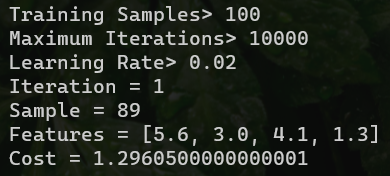 Training Samples> 100
Maximum Iterations> 10000
Learning Rate> 0.02
Iteration = 1
Sample = 89
Features = [5.6, 3.0, 4.1, 1.3]
Cost = 1.2960500000000001